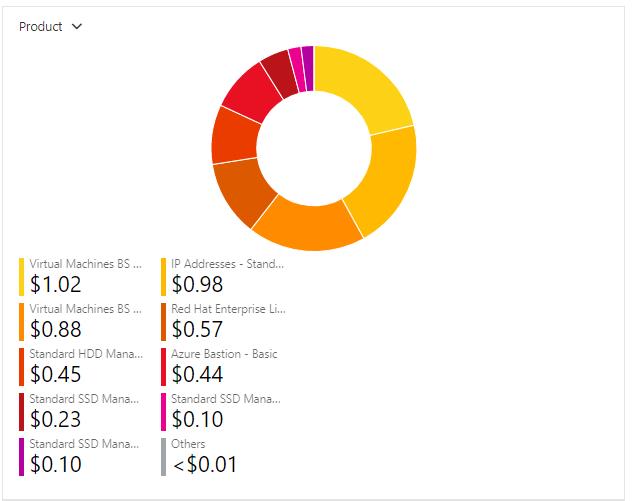 Product
Virtual Machines BS ...
$1.02
IP Addresses - Stand...
$0.98
Virtual Machines BS ...
$0.88
Red Hat Enterprise Li...
$0.57
Standard HDD Mana...
$0.45
Azure Bastion - Basic
$0.44
Standard SSD Mana...
$0.23
Standard SSD Mana...
$0.10
Standard SSD Mana...
$0.10
Others
<$0.01